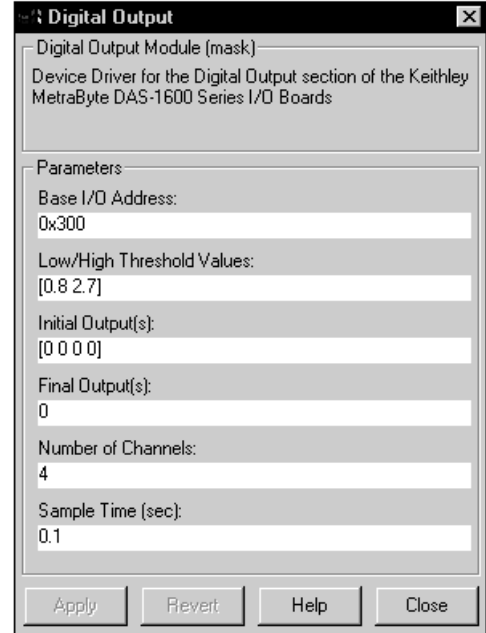 Digital Output
Digital Output Module (mask)
Device Driver for the Digital Output section of the Keithley
MetraByte DAS-1600 Series I/O Boards
Parameters
Base I/O Address:
0x300
Low/High Threshold Values:
[0.8 2.7]
Initial Output(s):
[0 0 0 0]
Final Output(s):
0
Number of Channels:
4
Sample Time (sec):
0.1
Apply Revert Help Close